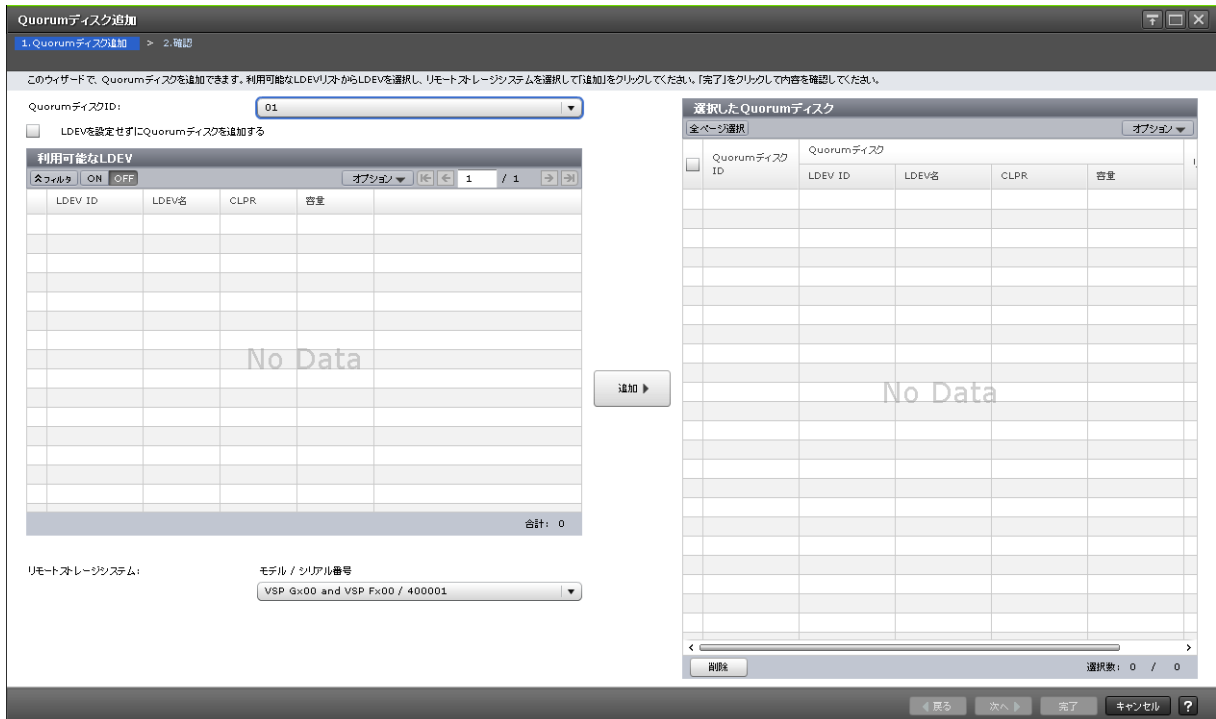 Quorumディスク追加
1.Quorumディスク追加 > 2.確認
このウィザードで、Quorumディスクを追加できます。利用可能なLDEVリストからLDEVを選択し、リモートストレージシステムを選択して「追加」をクリックしてください。「完了」をクリックして内容を確認してください。
QuorumディスクID:
01
LDEVを設定せずにQuorumディスクを追加する
利用可能なLDEV
フィルタ ON OFF オプション 1 / 1
LDEV ID LDEV名 CLPR 容量
No Data
合計: 0
リモートストレージシステム:
モデル / シリアル番号
VSP Gx00 and VSP Fx00 / 400001
追加
選択したQuorumディスク
全ページ選択 オプション
QuorumディスクID
Quorumディスク
LDEV ID LDEV名 CLPR 容量
No Data
削除 選択数: 0 / 0
戻る 次へ 完了 キャンセル ?